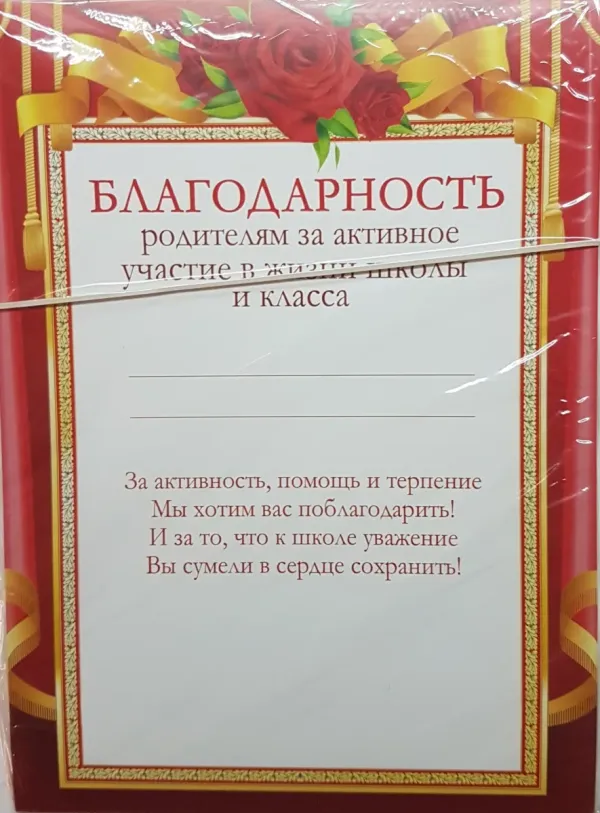 БЛАГОДАРНОСТЬ
родителям за активное
участие в жизни школы
и класса
За активность, помощь и терпение
Мы хотим вас поблагодарить!
И за то, что к школе уважение
Вы сумели в сердце сохранить!